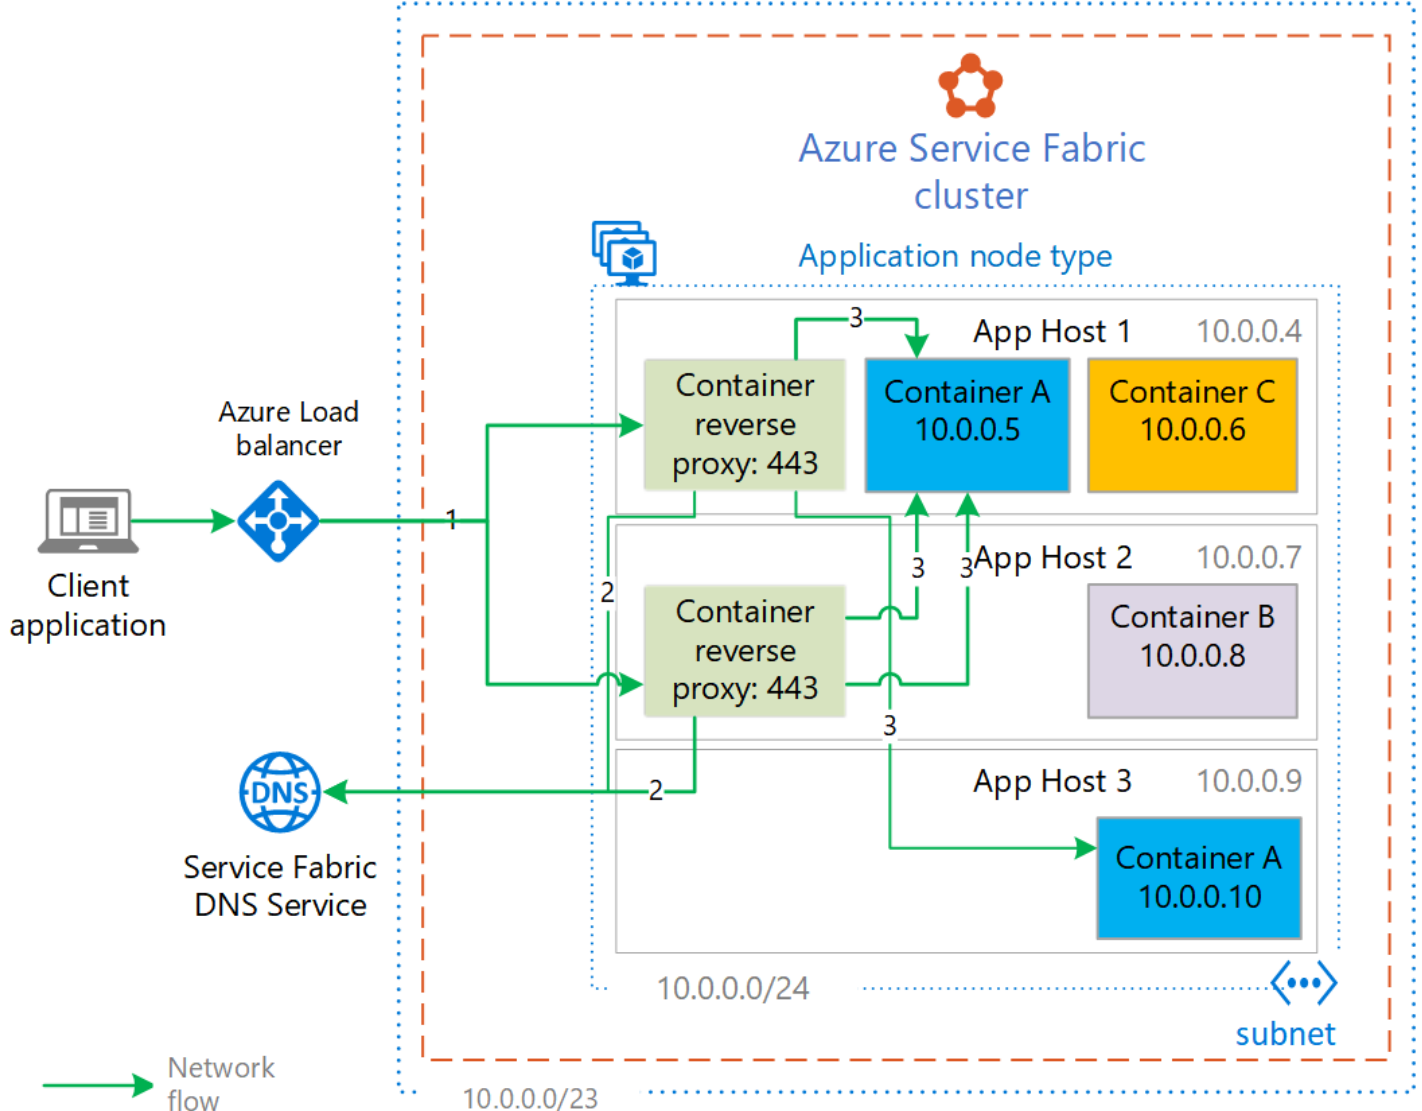 Azure Service Fabric
cluster
Application node type
App Host 1
10.0.0.4
3
Container
reverse
proxy: 443
Container A
10.0.0.5
Container C
10.0.0.6
Azure Load
balancer
1
Client
application
App Host 2
10.0.0.7
2
3
3
Container
reverse
proxy: 443
Container B
10.0.0.8
3
App Host 3
10.0.0.9
2
DNS
Service Fabric
DNS Service
Container A
10.0.0.10
10.0.0.0/24
subnet
Network
flow
10.0.0.0/23